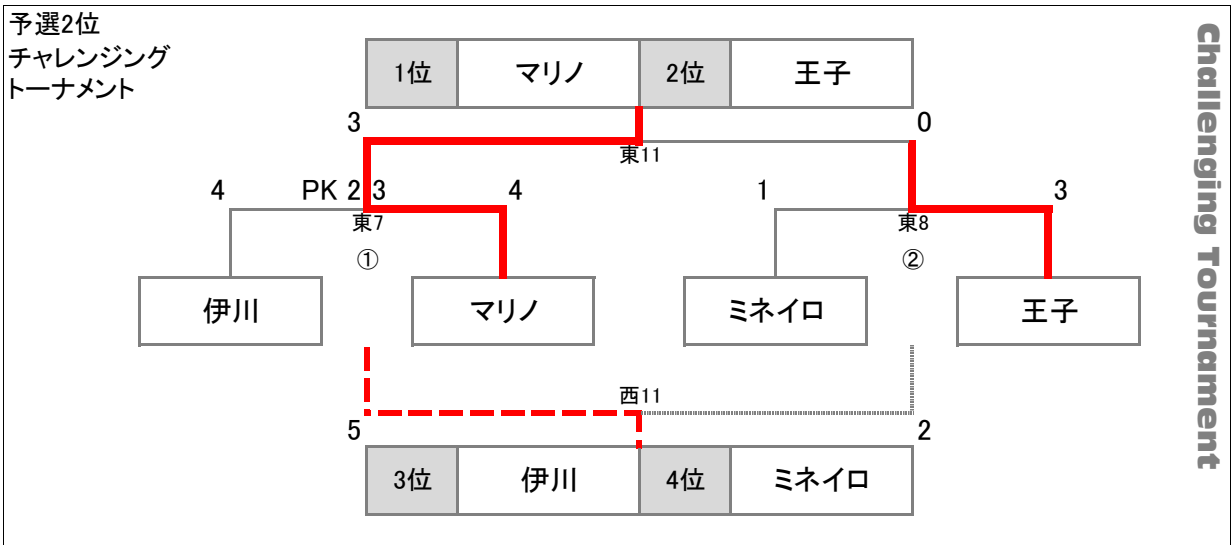 予選2位
チャレンジング
トーナメント
1位 マリノ 2位 王子
3 0
東11
4 PK 2 3 4 1 3
東7 東8
① ②
伊川 マリノ ミネイロ 王子
西11
5 2
3位 伊川 4位 ミネイロ
Challenging Tournament